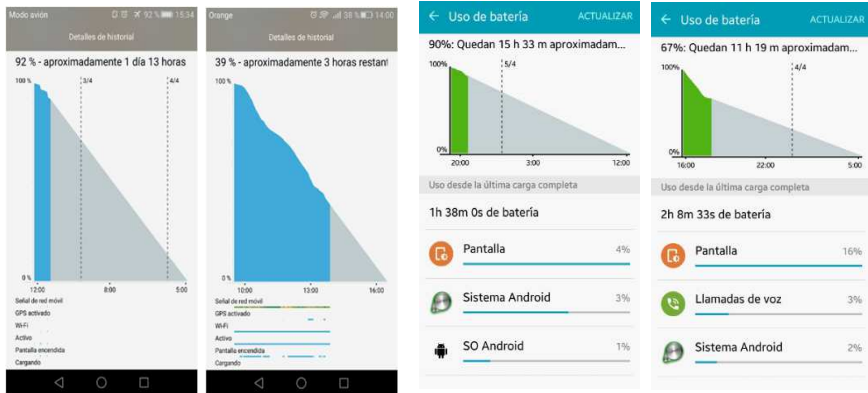 Modo avión
92 %
15:34
Detalles de historial
92 % - aproximadamente 1 día 13 horas
100 %
3/4
4/4
0 %
12:00
8:00
5:00
Señal de red móvil
GPS activado
Wi-Fi
Activo
Pantalla encendida
Cargando
Orange
38 %
14:00
Detalles de historial
39 % - aproximadamente 3 horas restant
100 %
0 %
10:00
13:00
16:00
Señal de red móvil
GPS activado
Wi-Fi
Activo
Pantalla encendida
Cargando
Uso de batería
ACTUALIZAR
90%: Quedan 15 h 33 m aproximadam...
100%
5/4
0%
20:00
3:00
12:00
Uso desde la última carga completa
1h 38m 0s de batería
Pantalla 4%
Sistema Android 3%
SO Android 1%
Uso de batería
ACTUALIZAR
67%: Quedan 11 h 19 m aproximadam...
100%
4/4
0%
16:00
22:00
5:00
Uso desde la última carga completa
2h 8m 33s de batería
Pantalla 16%
Llamadas de voz 3%
Sistema Android 2%